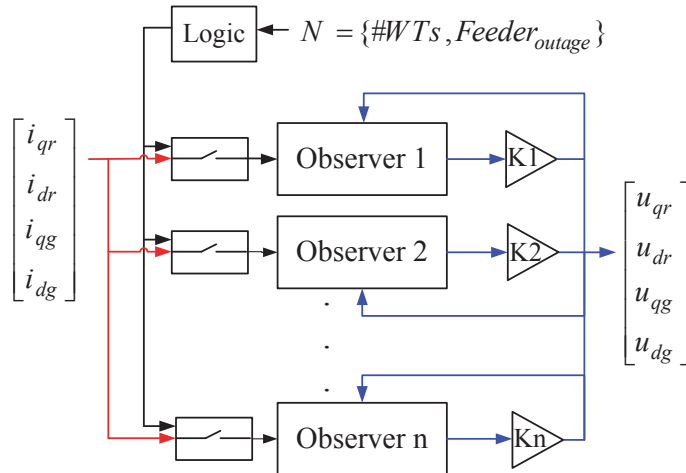 Logic
N = {#WTs, Feeder_outage}
i_qr
i_dr
i_qg
i_dg
Observer 1
K1
Observer 2
K2
u_qr
u_dr
u_qg
u_dg
.
.
.
Observer n
Kn